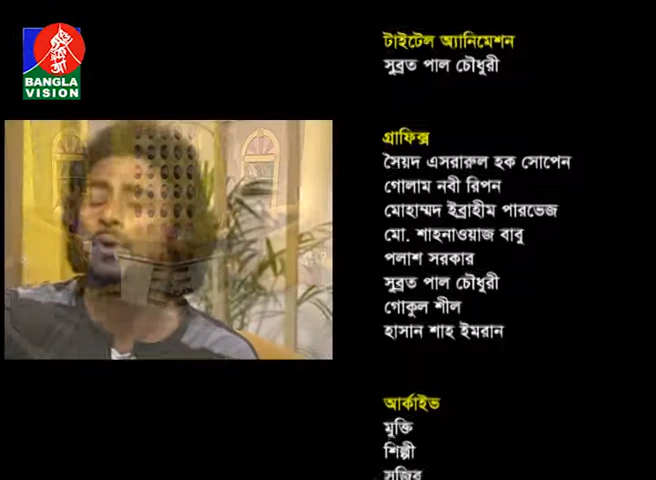 BANGLA
VISION
টাইটেল অ্যানিমেশন
সুব্রত পাল চৌধুরী
গ্রাফিক্স
সৈয়দ এসরারুল হক সোপেন
গোলাম নবী রিপন
মোহাম্মদ ইব্রাহীম পারভেজ
মো. শাহনাওয়াজ বাবু
পলাশ সরকার
সুব্রত পাল চৌধুরী
গোকুল শীল
হাসান শাহ ইমরান
আর্কাইভ
মুক্তি
শিল্পী
সজিব